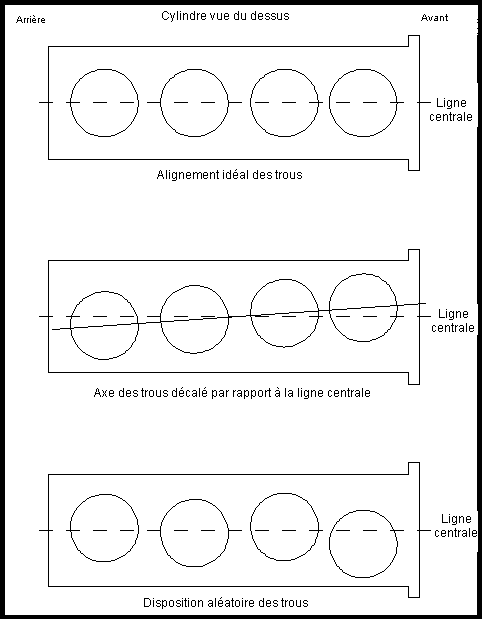 Cylindre vue du dessus
Arrière
Avant
Ligne
centrale
Alignement idéal des trous
Ligne
centrale
Axe des trous décalé par rapport à la ligne centrale
Ligne
centrale
Disposition aléatoire des trous